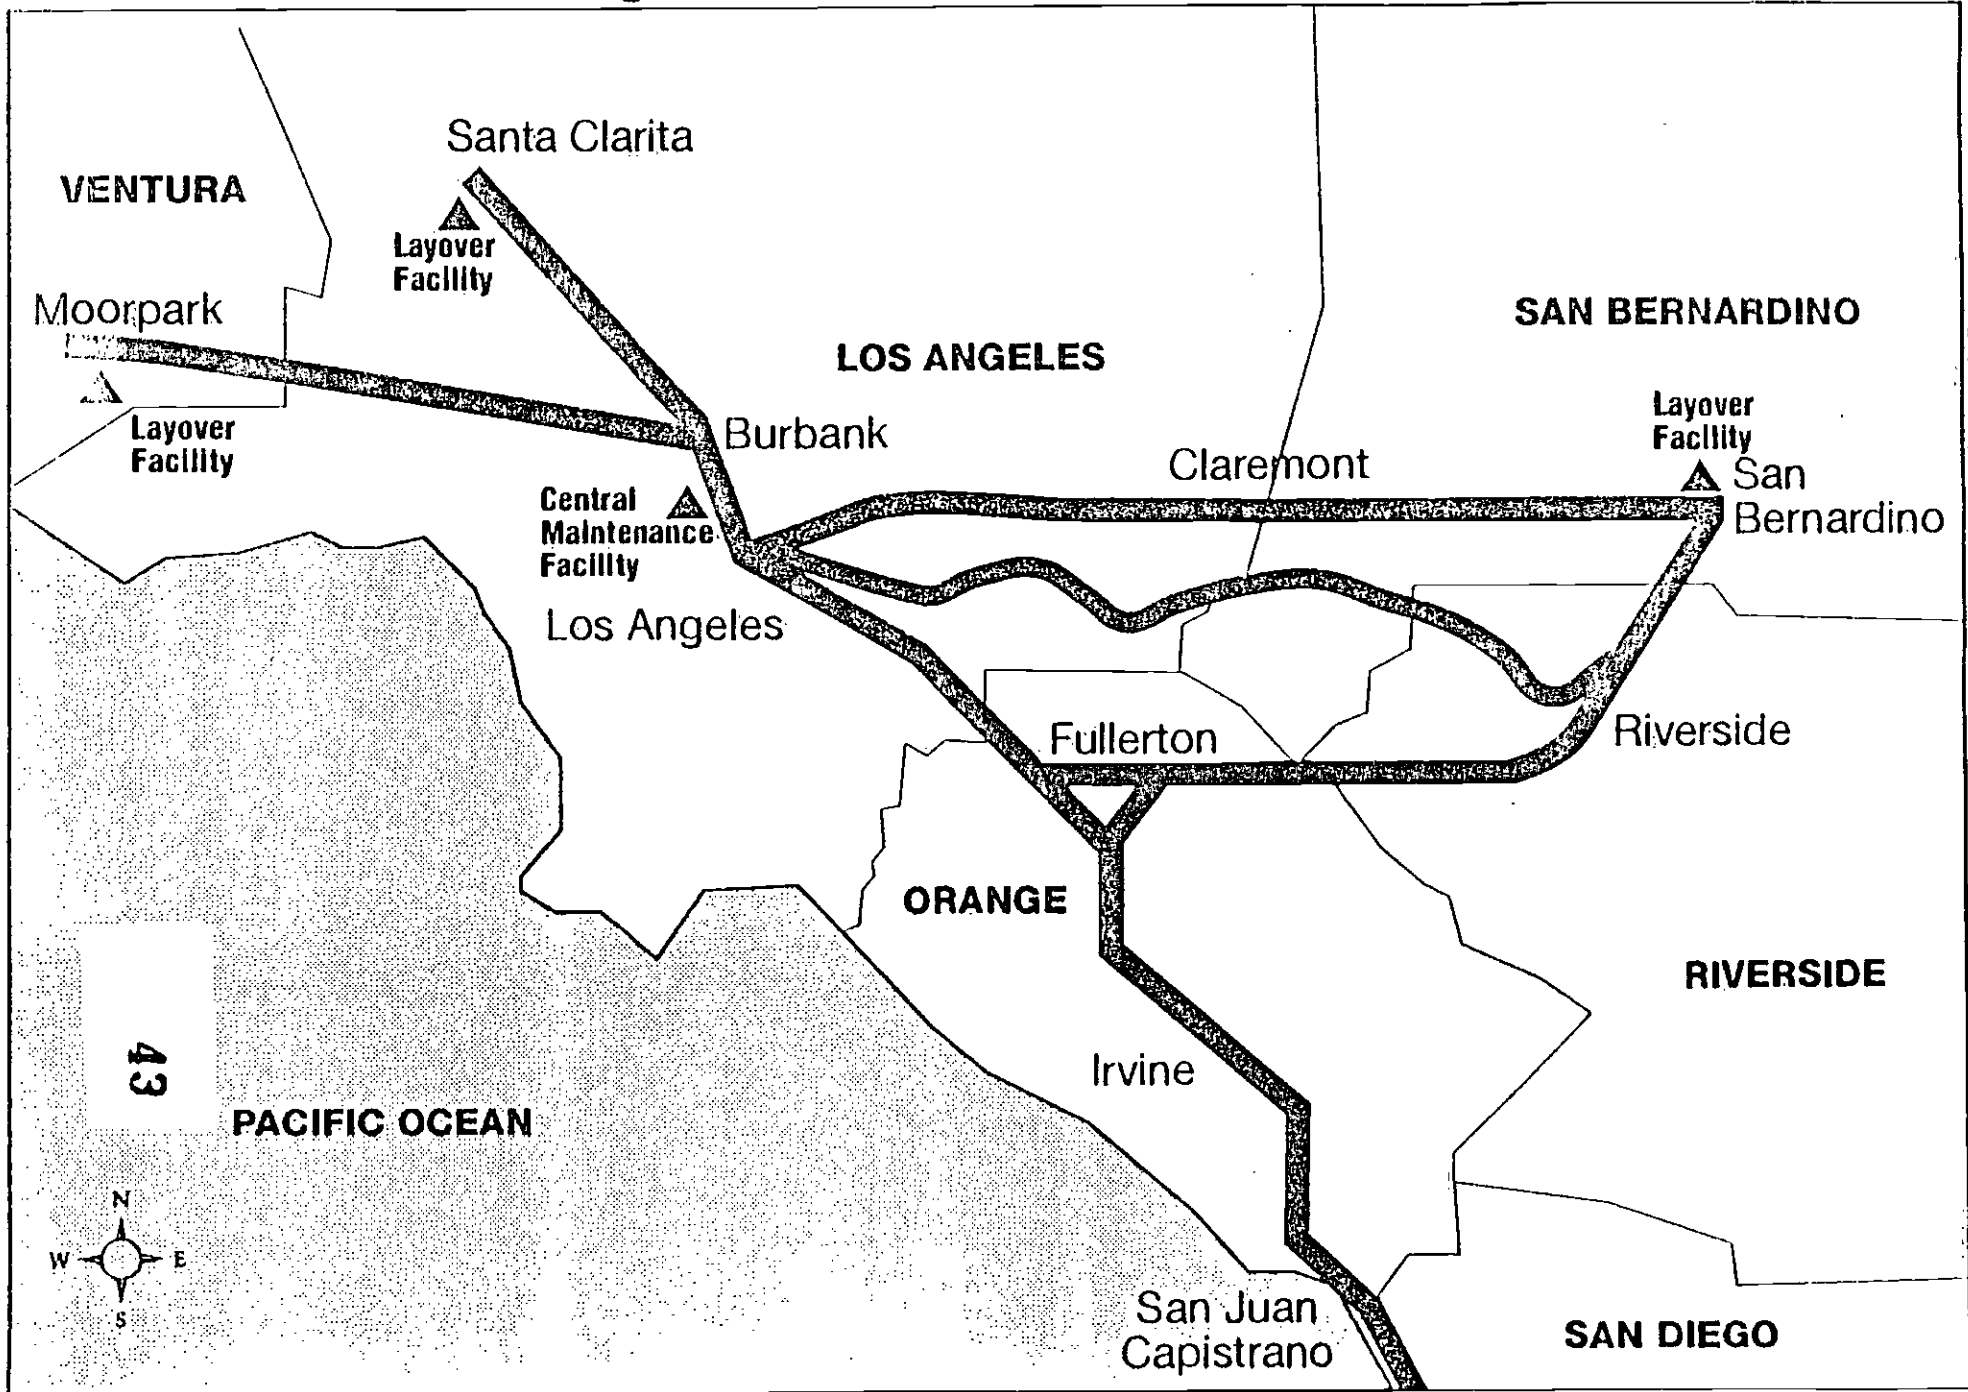 Santa Clarita
VENTURA
Layover
Facility
Moorpark
SAN BERNARDINO
LOS ANGELES
Layover
Facility
Layover
Facility
Burbank
Claremont
San
Bernardino
Central
Maintenance
Facility
Los Angeles
Fullerton
Riverside
ORANGE
RIVERSIDE
43
Irvine
PACIFIC OCEAN
N
W
E
S
San Juan
Capistrano
SAN DIEGO